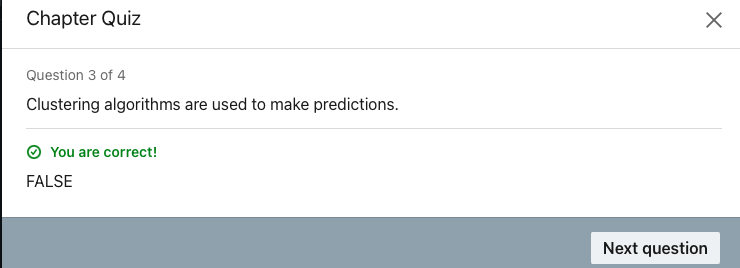 Chapter Quiz
Question 3 of 4
Clustering algorithms are used to make predictions.
You are correct!
FALSE
Next question